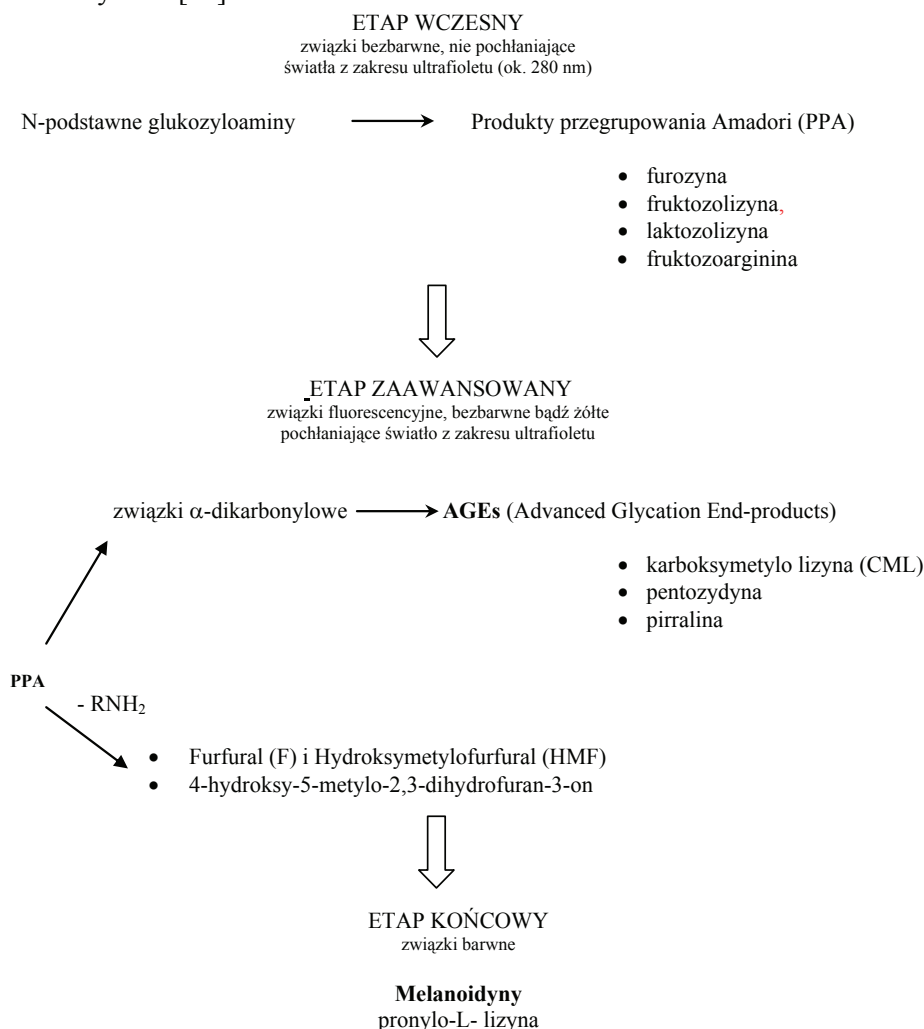 ETAP WCZESNY
związki bezbarwne, nie pochłaniające
światła z zakresu ultrafioletu (ok. 280 nm)
N-podstawne glukozyloaminy
Produkty przegrupowania Amadori (PPA)
• furozyna
• fruktozolizyna,
• laktozolizyna
• fruktozoarginina
ETAP ZAAWANSOWANY
związki fluorescencyjne, bezbarwne bądź żółte
pochłaniające światło z zakresu ultrafioletu
związki α-dikarbonylowe
AGEs (Advanced Glycation End-products)
• karboksymetylo lizyna (CML)
• pentozydyna
• pirralina
PPA
- RNH₂
• Furfural (F) i Hydroksymetylofurfural (HMF)
• 4-hydroksy-5-metylo-2,3-dihydrofuran-3-on
ETAP KOŃCOWY
związki barwne
Melanoidyny
pronylo-L- lizyna